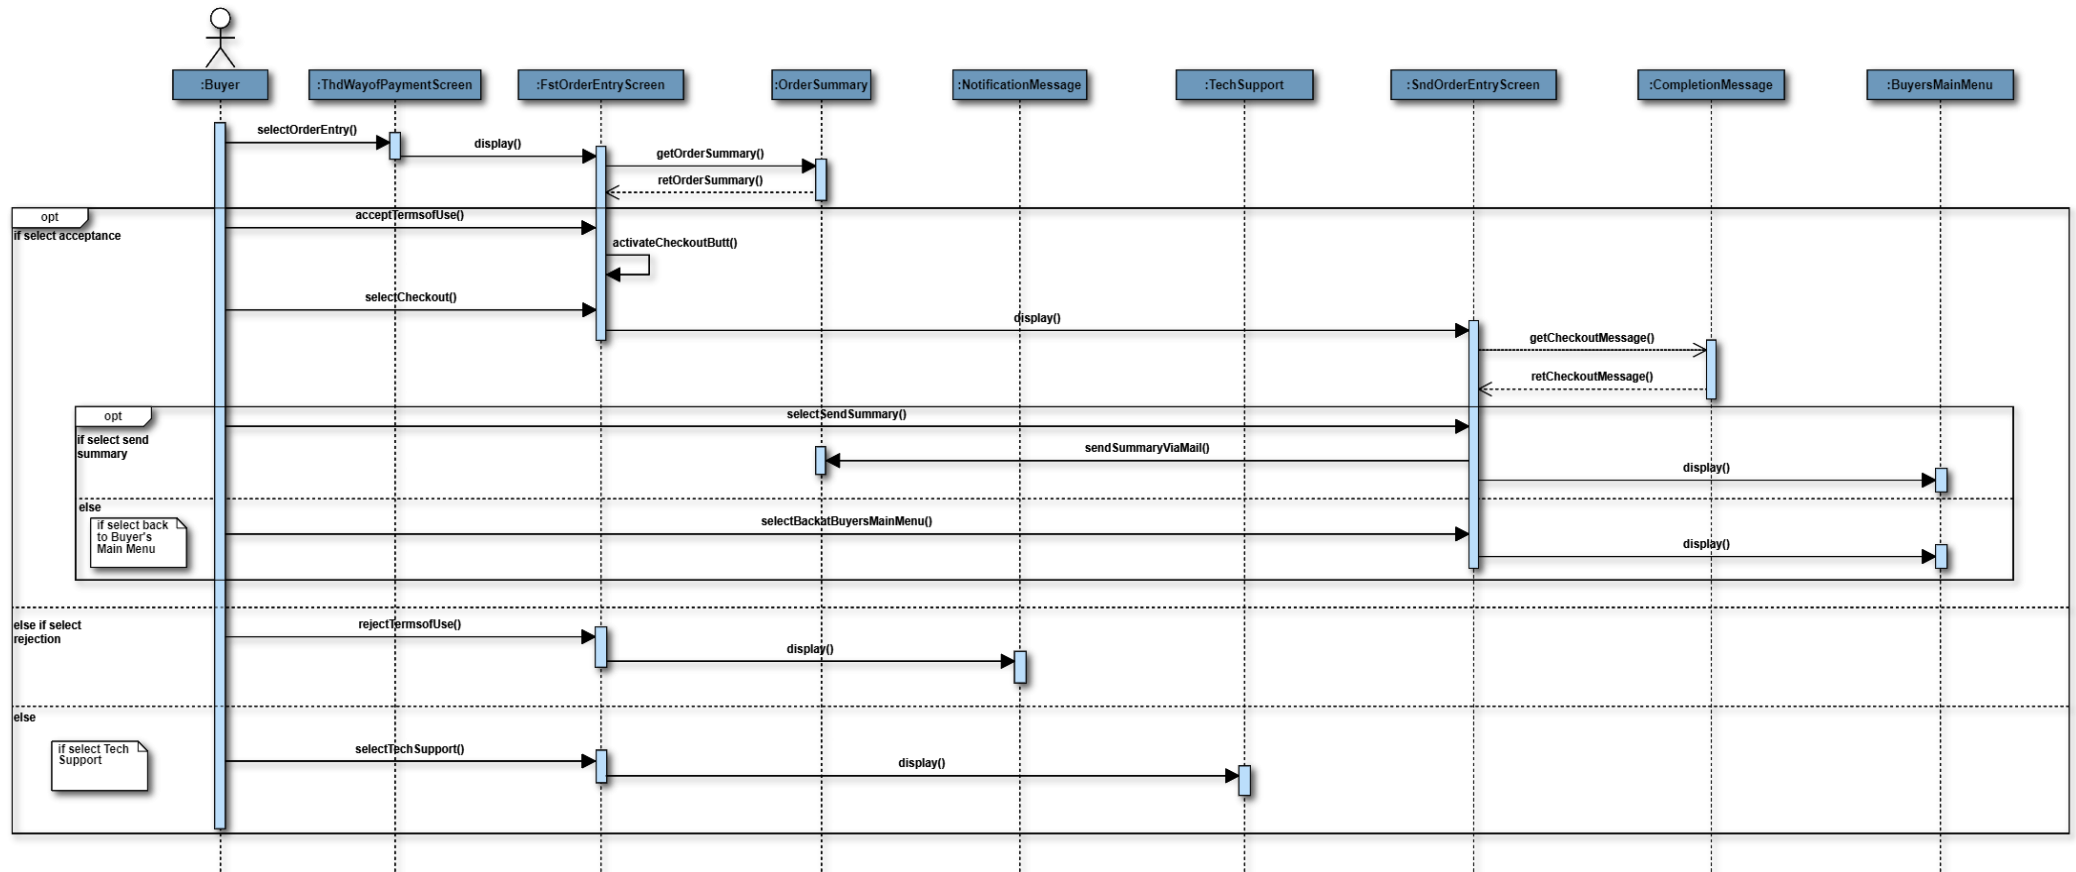 :Buyer
:ThdWayofPaymentScreen
:FstOrderEntryScreen
:OrderSummary
:NotificationMessage
:TechSupport
:SndOrderEntryScreen
:CompletionMessage
:BuyersMainMenu
selectOrderEntry()
display()
getOrderSummary()
retOrderSummary()
opt
if select acceptance
acceptTermsofUse()
activateCheckoutButt()
selectCheckout()
display()
getCheckoutMessage()
retCheckoutMessage()
opt
if select send
summary
selectSendSummary()
sendSummaryViaMail()
display()
else
if select back
to Buyer's
Main Menu
selectBackatBuyersMainMenu()
display()
else if select
rejection
rejectTermsofUse()
display()
else
if select Tech
Support
selectTechSupport()
display()